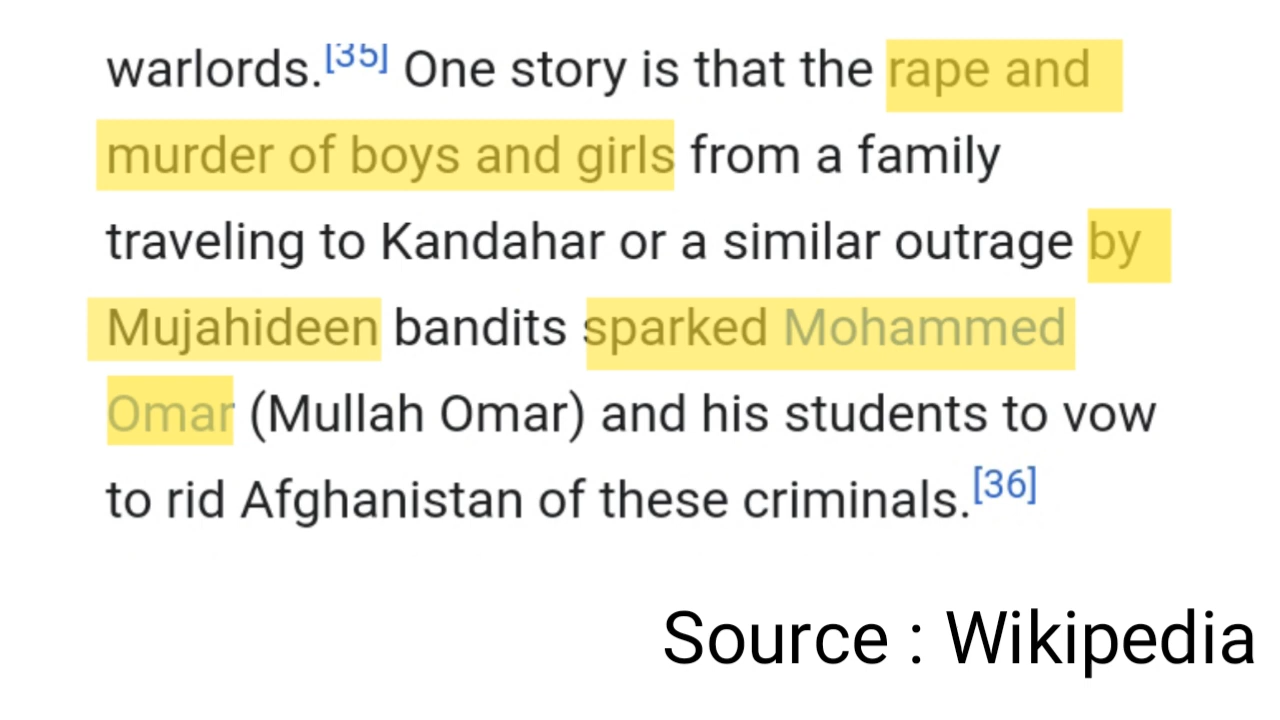 warlords.[35] One story is that the rape and
murder of boys and girls from a family
traveling to Kandahar or a similar outrage by
Mujahideen bandits sparked Mohammed
Omar (Mullah Omar) and his students to vow
to rid Afghanistan of these criminals.[36]
Source : Wikipedia